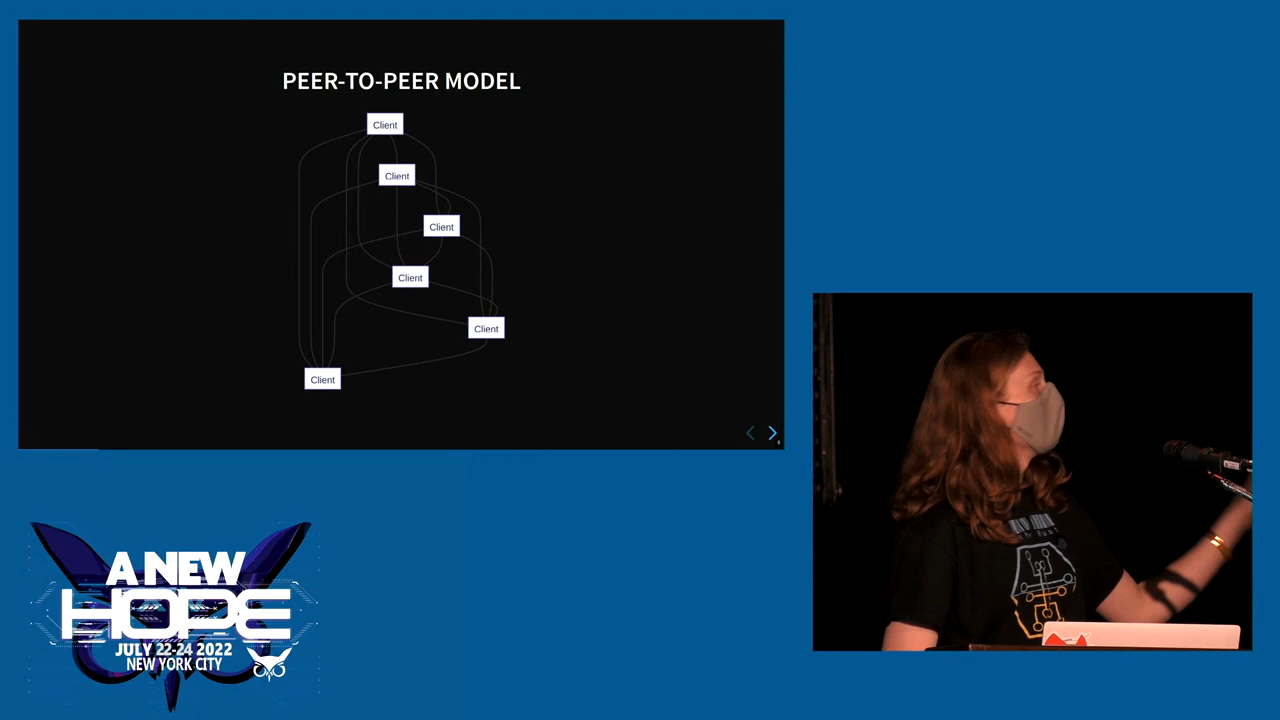 PEER-TO-PEER MODEL
Client
Client
Client
Client
Client
Client
A NEW
HOPE
JULY 22-24 2022
NEW YORK CITY